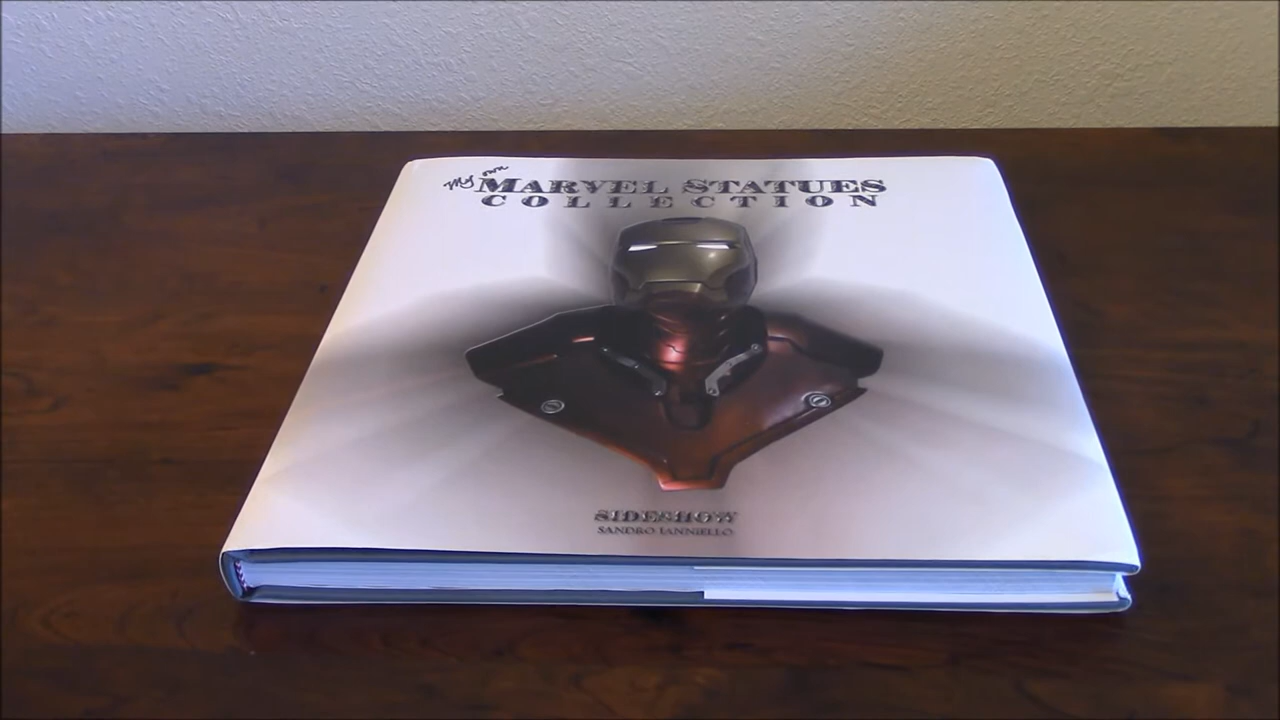 My own
MARVEL STATUES
COLLECTION
SIDESHOW
SANDRO IANNIELLO